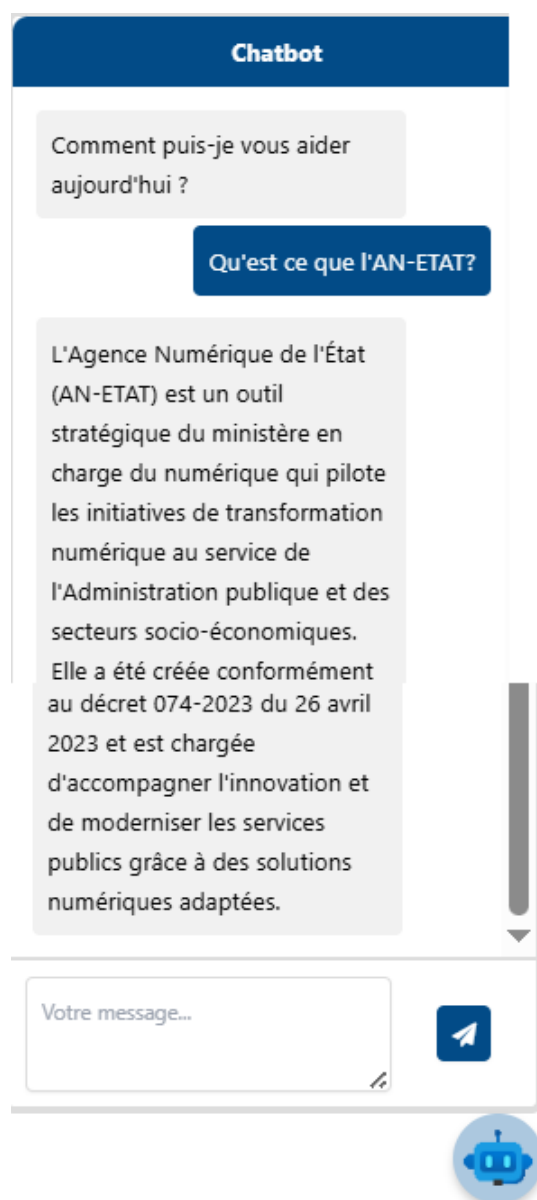 Chatbot
Comment puis-je vous aider
aujourd'hui ?
Qu'est ce que l'AN-ETAT?
L'Agence Numérique de l'État
(AN-ETAT) est un outil
stratégique du ministère en
charge du numérique qui pilote
les initiatives de transformation
numérique au service de
l'Administration publique et des
secteurs socio-économiques.
Elle a été créée conformément
au décret 074-2023 du 26 avril
2023 et est chargée
d'accompagner l'innovation et
de moderniser les services
publics grâce à des solutions
numériques adaptées.
Votre message...